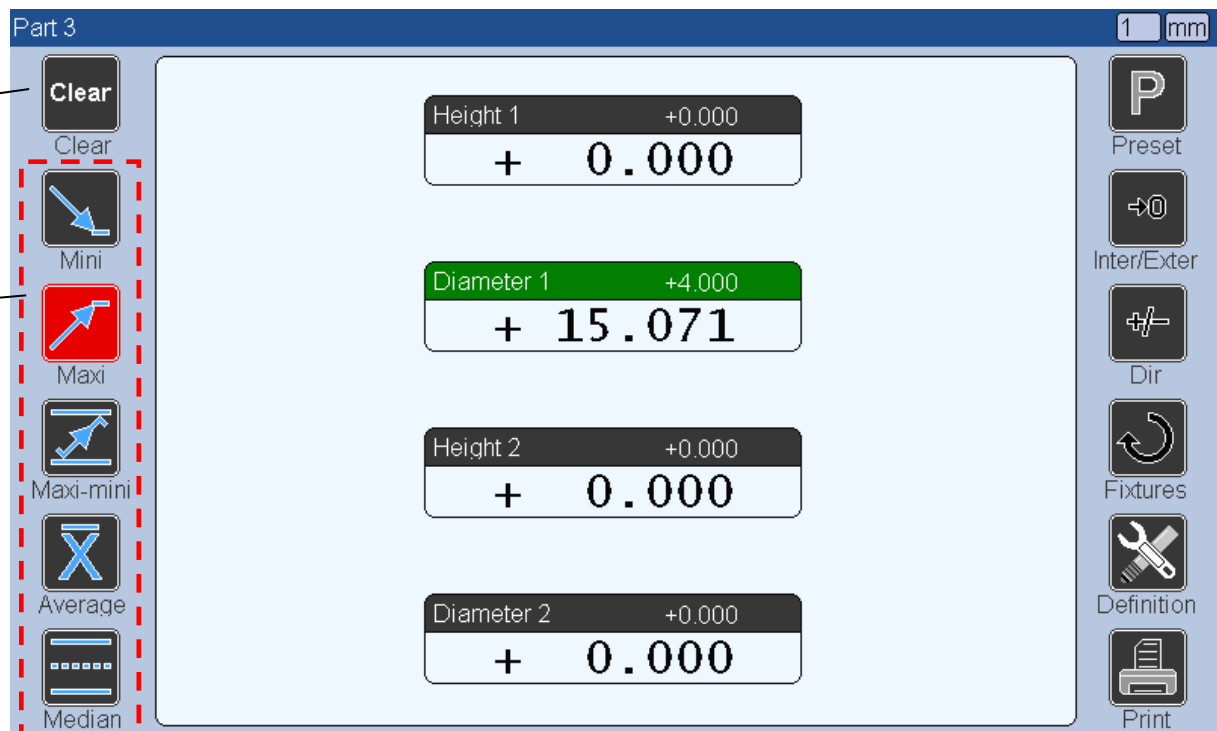 Part 3
1 mm
Clear
Clear
Mini
Maxi
Maxi-mini
X
Average
Median
Height 1 +0.000
+ 0.000
Diameter 1 +4.000
+ 15.071
Height 2 +0.000
+ 0.000
Diameter 2 +0.000
+ 0.000
P
Preset
→0
Inter/Exter
+/-
Dir
Fixtures
Definition
Print